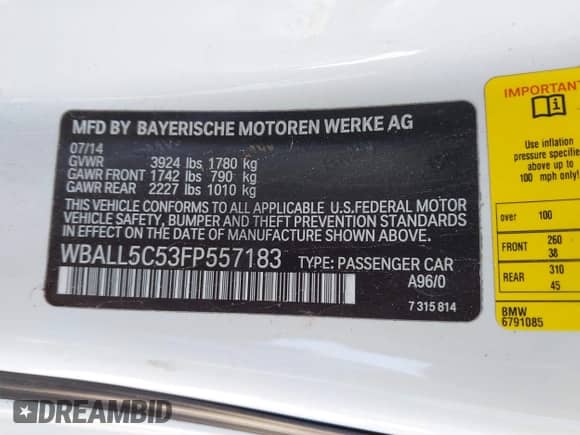 MFD BY BAYERISCHE MOTOREN WERKE AG
07/14
GVWR 3924 lbs 1780 kg
GAWR FRONT 1742 lbs 790 kg
GAWR REAR 2227 lbs 1010 kg
THIS VEHICLE CONFORMS TO ALL APPLICABLE U.S.FEDERAL MOTOR
VEHICLE SAFETY, BUMPER AND THEFT PREVENTION STANDARDS
IN EFFECT ON THE DATE OF MANUFACTURE SHOWN ABOVE.
WBALL5C53FP557183 TYPE: PASSENGER CAR
A96/0
7 315 814
IMPORTANT
Use inflation
pressure specified
above up to
100 mph only!
over 100
FRONT 260
38
REAR 310
45
BMW
6791085
DREAMBID